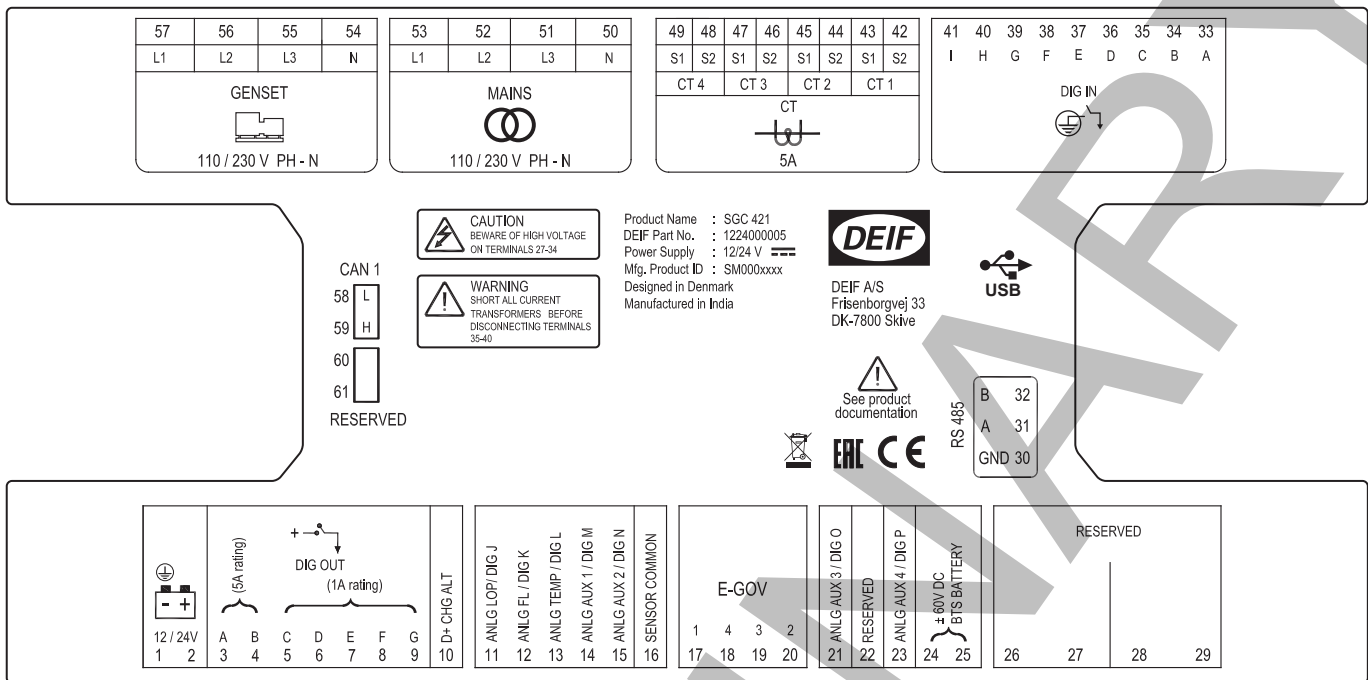 57 56 55 54
L1 L2 L3 N
GENSET
110 / 230 V PH - N
53 52 51 50
L1 L2 L3 N
MAINS
110 / 230 V PH - N
49 48 47 46 45 44 43 42
S1 S2 S1 S2 S1 S2 S1 S2
CT 4 CT 3 CT 2 CT 1
CT
5A
41 40 39 38 37 36 35 34 33
I H G F E D C B A
DIG IN
CAN 1
58 L
59 H
60
61
RESERVED
CAUTION
BEWARE OF HIGH VOLTAGE
ON TERMINALS 27-34
WARNING
SHORT ALL CURRENT
TRANSFORMERS BEFORE
DISCONNECTING TERMINALS
35-40
Product Name : SGC 421
DEIF Part No. : 1224000005
Power Supply : 12/24 V
Mfg. Product ID : SM000xxxx
Designed in Denmark
Manufactured in India
DEIF
DEIF A/S
Frisenborgvej 33
DK-7800 Skive
USB
See product
documentation
EAC CE
RS 485
B 32
A 31
GND 30
- +
12 / 24V
1 2
(5A rating)
+
DIG OUT
(1A rating)
A B C D E F G
3 4 5 6 7 8 9
D+ CHG ALT
10
ANLG LOP/ DIG J
ANLG FL / DIG K
ANLG TEMP / DIG L
ANLG AUX 1 / DIG M
ANLG AUX 2 / DIG N
SENSOR COMMON
11 12 13 14 15 16
E-GOV
1 4 3 2
17 18 19 20
ANLG AUX 3 / DIG O
RESERVED
ANLG AUX 4 / DIG P
± 60V DC
BTS BATTERY
21 22 23 24 25
RESERVED
26 27 28 29
NARY